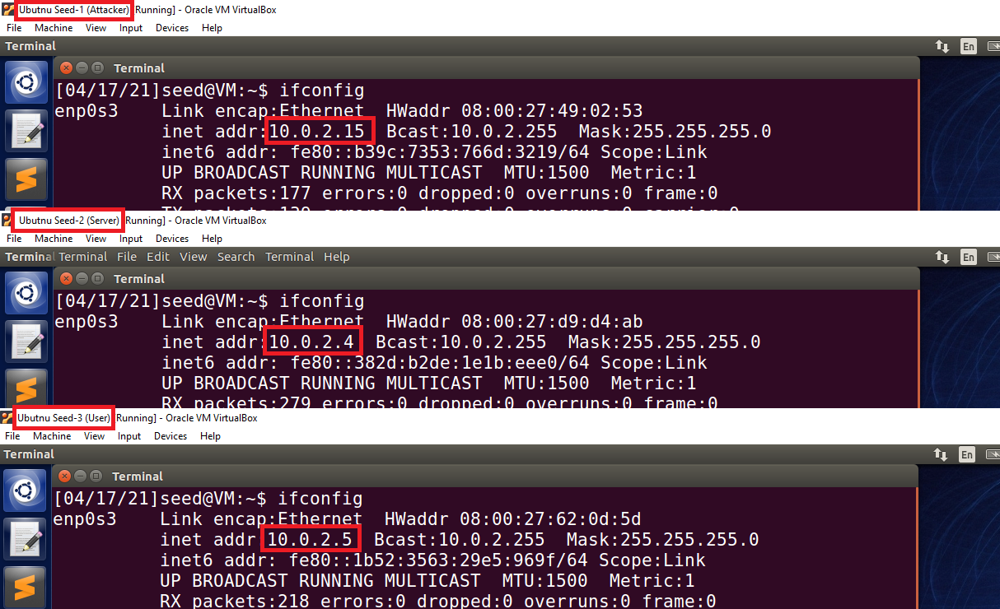 Ubutnu Seed-1 (Attacker) Running] - Oracle VM VirtualBox
File Machine View Input Devices Help
Terminal En
Terminal
[04/17/21]seed@VM:~$ ifconfig
enp0s3 Link encap:Ethernet HWaddr 08:00:27:49:02:53
inet addr:10.0.2.15 Bcast:10.0.2.255 Mask:255.255.255.0
inet6 addr: fe80::b39c:7353:766d:3219/64 Scope:Link
UP BROADCAST RUNNING MULTICAST MTU:1500 Metric:1
RX packets:177 errors:0 dropped:0 overruns:0 frame:0
TX packets:139 errors:0 dropped:0 overruns:0 carrier:0
Ubutnu Seed-2 (Server) Running] - Oracle VM VirtualBox
File Machine View Input Devices Help
Terminal Terminal File Edit View Search Terminal Help En
Terminal
[04/17/21]seed@VM:~$ ifconfig
enp0s3 Link encap:Ethernet HWaddr 08:00:27:d9:d4:ab
inet addr:10.0.2.4 Bcast:10.0.2.255 Mask:255.255.255.0
inet6 addr: fe80::382d:b2de:1e1b:eee0/64 Scope:Link
UP BROADCAST RUNNING MULTICAST MTU:1500 Metric:1
RX packets:279 errors:0 dropped:0 overruns:0 frame:0
Ubutnu Seed-3 (User) Running] - Oracle VM VirtualBox
File Machine View Input Devices Help
Terminal En
Terminal
[04/17/21]seed@VM:~$ ifconfig
enp0s3 Link encap:Ethernet HWaddr 08:00:27:62:0d:5d
inet addr 10.0.2.5 Bcast:10.0.2.255 Mask:255.255.255.0
inet6 addr: fe80::1b52:3563:29e5:969f/64 Scope:Link
UP BROADCAST RUNNING MULTICAST MTU:1500 Metric:1
RX packets:218 errors:0 dropped:0 overruns:0 frame:0